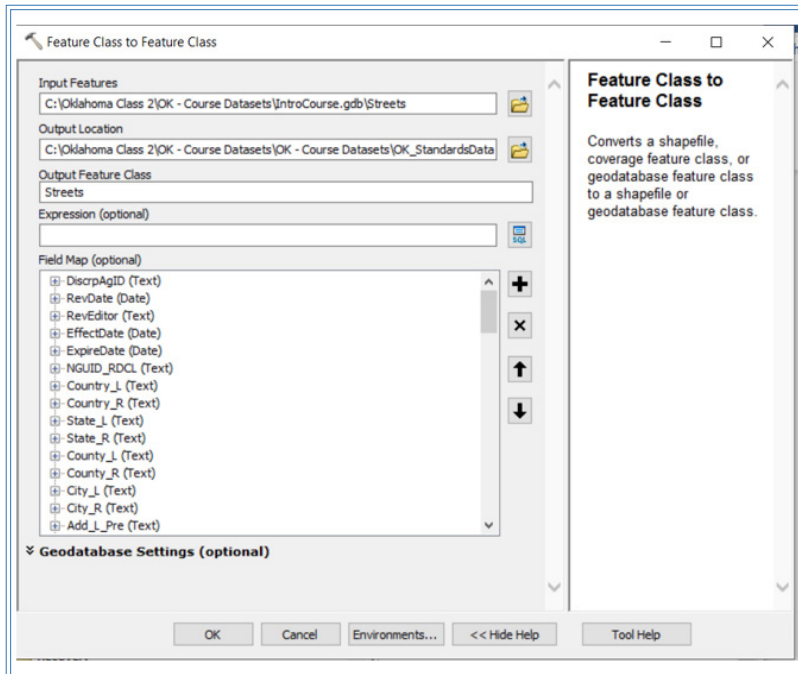 Feature Class to Feature Class
Input Features
C:\Oklahoma Class 2\OK - Course Datasets\IntroCourse.gdb\Streets
Output Location
C:\Oklahoma Class 2\OK - Course Datasets\OK - Course Datasets\OK_StandardsData
Output Feature Class
Streets
Expression (optional)
SQL
Field Map (optional)
DiscrpAgID (Text)
RevDate (Date)
RevEditor (Text)
EffectDate (Date)
ExpireDate (Date)
NGUID_RDCL (Text)
Country_L (Text)
Country_R (Text)
State_L (Text)
State_R (Text)
County_L (Text)
County_R (Text)
City_L (Text)
City_R (Text)
Add_L_Pre (Text)
Geodatabase Settings (optional)
OK
Cancel
Environments...
<< Hide Help
Feature Class to
Feature Class
Converts a shapefile,
coverage feature class, or
geodatabase feature class
to a shapefile or
geodatabase feature class.
Tool Help